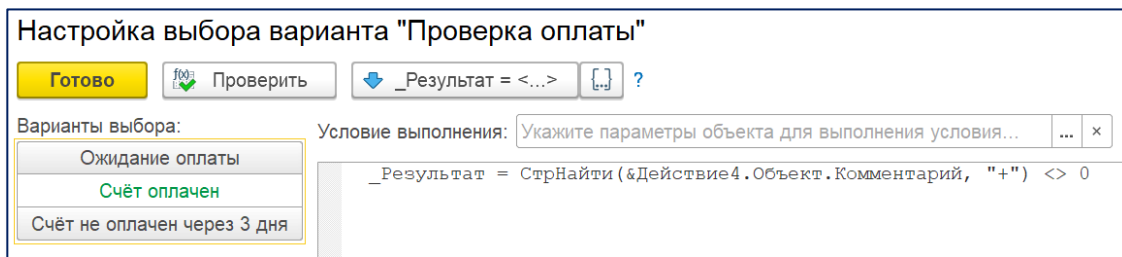 Настройка выбора варианта "Проверка оплаты"
Готово f(x) Проверить _Результат = <...> {..} ?
Варианты выбора:
Условие выполнения: Укажите параметры объекта для выполнения условия... ... ×
Ожидание оплаты
Счёт оплачен
Счёт не оплачен через 3 дня
_Результат = СтрНайти(&Действие4.Объект.Комментарий, "+") <> 0